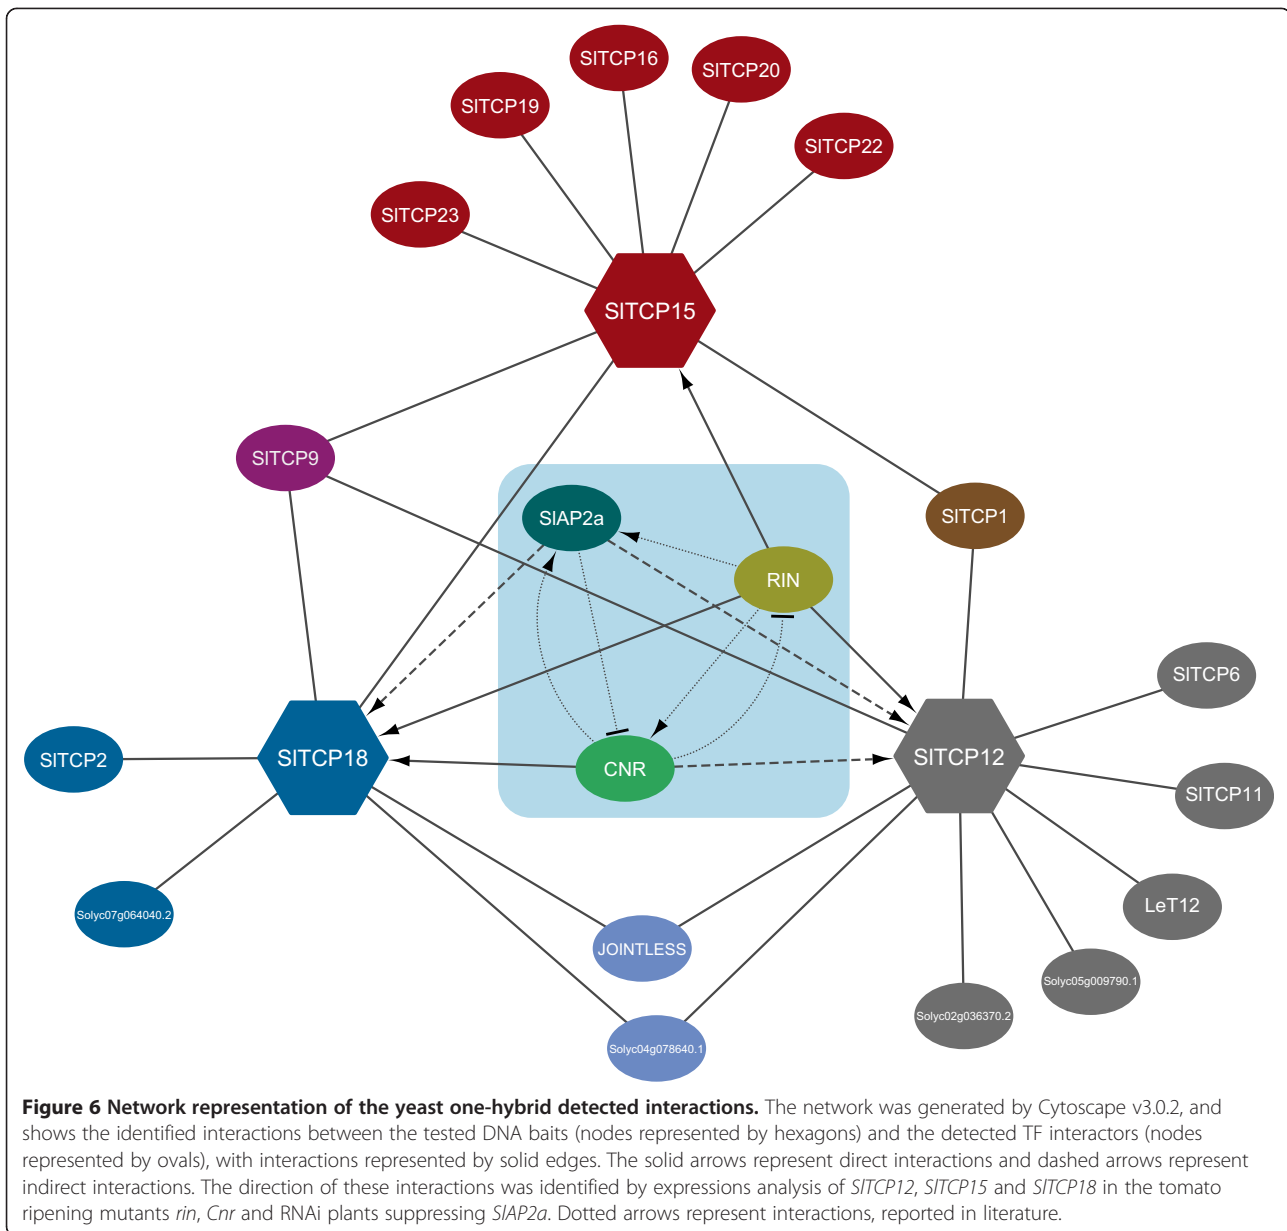 SlTCP16
SlTCP20
SlTCP19
SlTCP22
SlTCP23
SlTCP15
SlTCP9
SlAP2a
SlTCP1
RIN
SlTCP6
SlTCP2
SlTCP18
CNR
SlTCP12
SlTCP11
Solyc07g064040.2
LeT12
JOINTLESS
Solyc05g009790.1
Solyc02g036370.2
Solyc04g078640.1
Figure 6 Network representation of the yeast one-hybrid detected interactions. The network was generated by Cytoscape v3.0.2, and
shows the identified interactions between the tested DNA baits (nodes represented by hexagons) and the detected TF interactors (nodes
represented by ovals), with interactions represented by solid edges. The solid arrows represent direct interactions and dashed arrows represent
indirect interactions. The direction of these interactions was identified by expressions analysis of SlTCP12, SlTCP15 and SlTCP18 in the tomato
ripening mutants rin, Cnr and RNAi plants suppressing SlAP2a. Dotted arrows represent interactions, reported in literature.